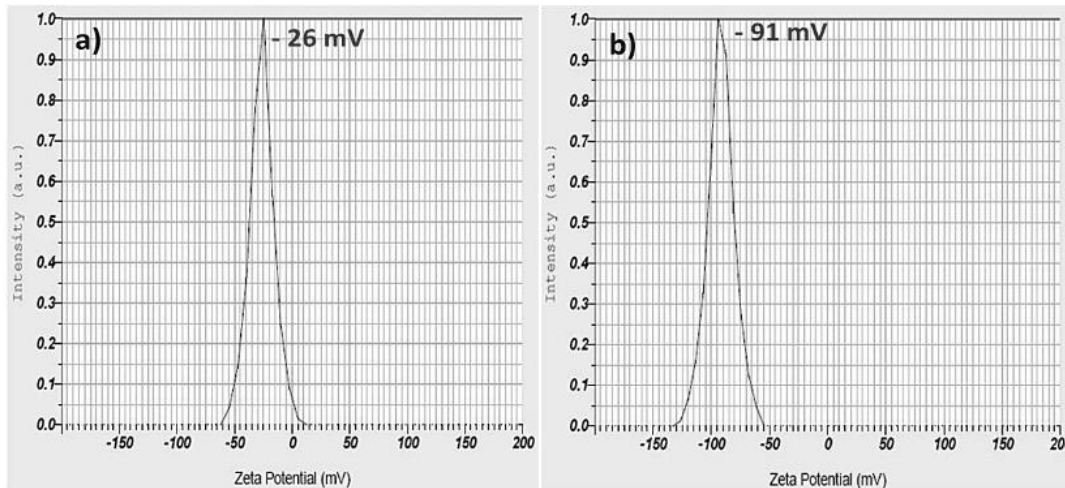 a)
- 26 mV
1.0
0.9
0.8
0.7
0.6
0.5
0.4
0.3
0.2
0.1
0.0
Intensity (a.u.)
-150 -100 -50 0 50 100 150 200
Zeta Potential (mV)
b)
- 91 mV
1.0
0.9
0.8
0.7
0.6
0.5
0.4
0.3
0.2
0.1
0.0
Intensity (a.u.)
-150 -100 -50 0 50 100 150 20
Zeta Potential (mV)